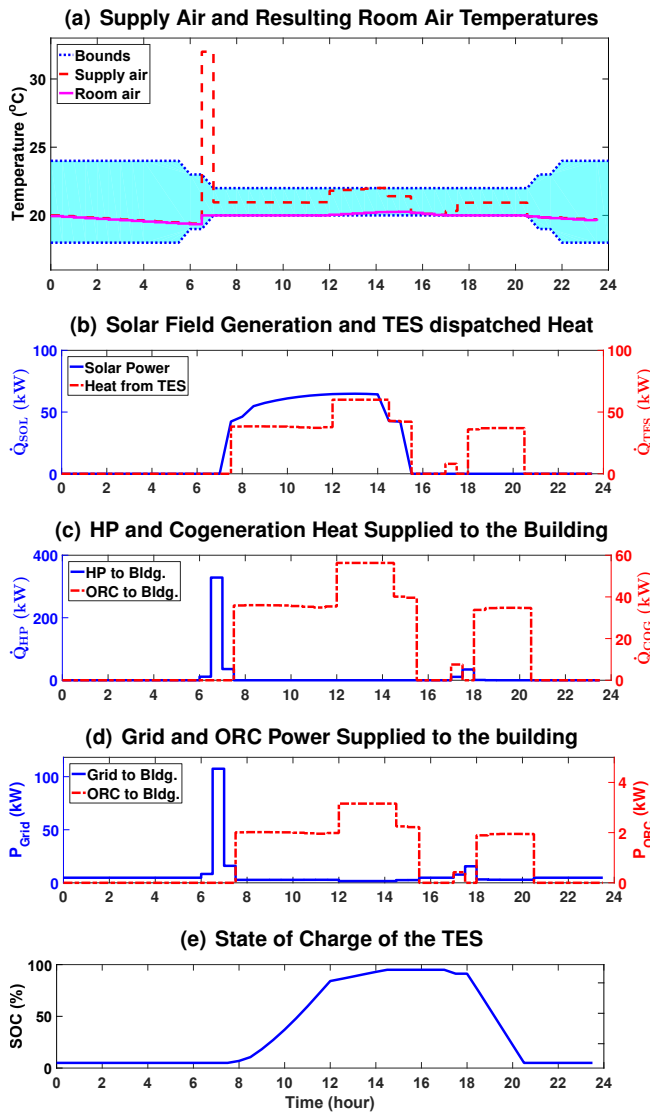 (a) Supply Air and Resulting Room Air Temperatures
Temperature (°C)
30
20
Bounds
Supply air
Room air
0 2 4 6 8 10 12 14 16 18 20 22 24
(b) Solar Field Generation and TES dispatched Heat
Q̇SOL (kW)
100
50
0
Solar Power
Heat from TES
100
50
0
Q̇TES (kW)
0 2 4 6 8 10 12 14 16 18 20 22 24
(c) HP and Cogeneration Heat Supplied to the Building
Q̇HP (kW)
400
200
0
HP to Bldg.
ORC to Bldg.
60
40
20
0
Q̇COG (kW)
0 2 4 6 8 10 12 14 16 18 20 22 24
(d) Grid and ORC Power Supplied to the building
PGrid (kW)
100
50
0
Grid to Bldg.
ORC to Bldg.
4
2
0
PORC (kW)
0 2 4 6 8 10 12 14 16 18 20 22 24
(e) State of Charge of the TES
SOC (%)
100
50
0
0 2 4 6 8 10 12 14 16 18 20 22 24
Time (hour)